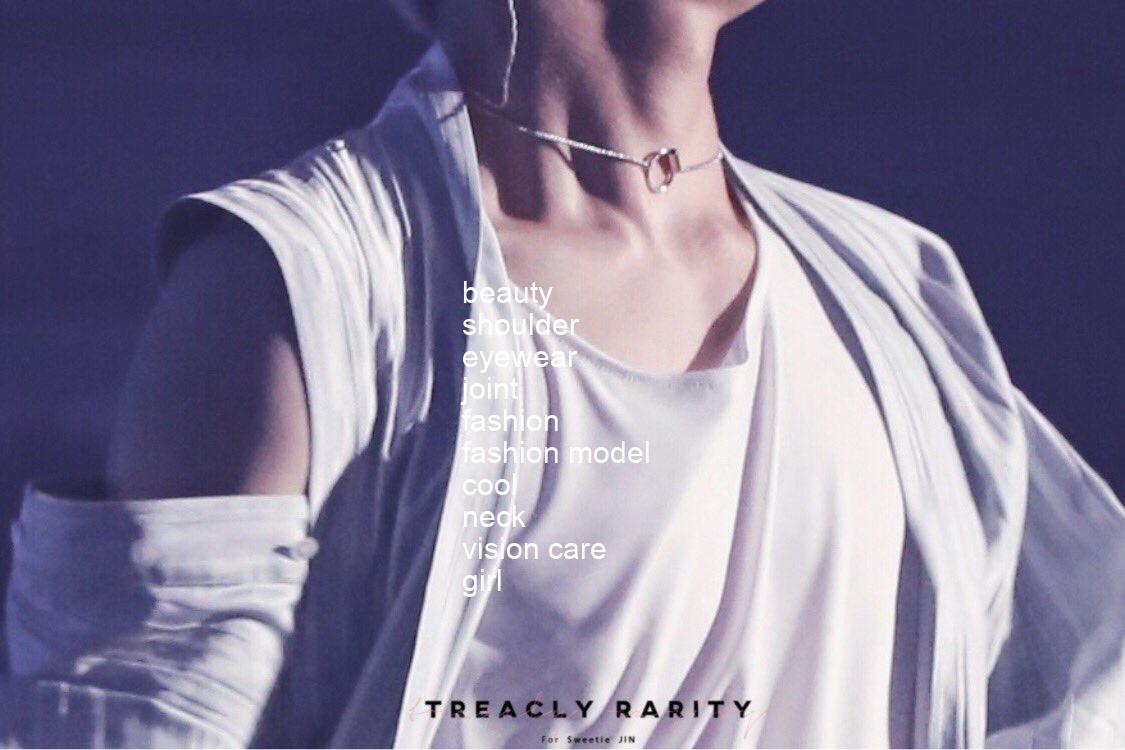 beauty
shoulder
eyewear
joint
fashion
fashion model
cool
neck
vision care
girl
TREACLY RARITY
For Sweetie JIN